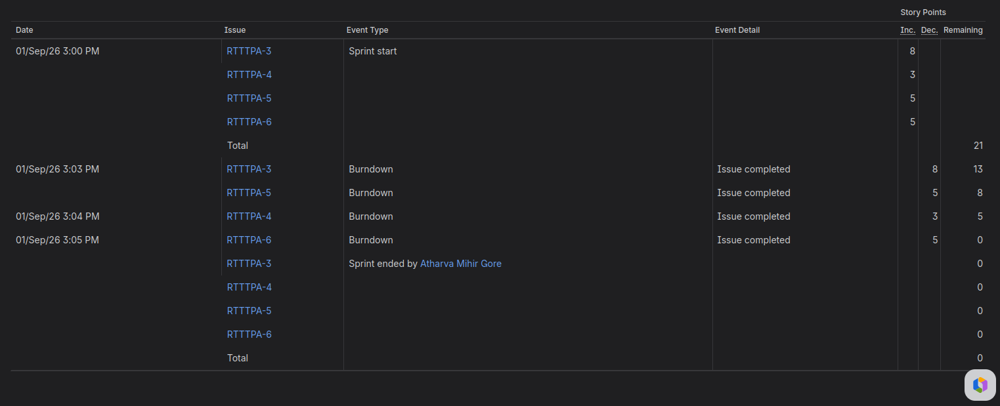 Story Points
Date Issue Event Type Event Detail Inc. Dec. Remaining
01/Sep/26 3:00 PM RTTTPA-3 Sprint start 8
RTTTPA-4 3
RTTTPA-5 5
RTTTPA-6 5
Total 21
01/Sep/26 3:03 PM RTTTPA-3 Burndown Issue completed 8 13
RTTTPA-5 Burndown Issue completed 5 8
01/Sep/26 3:04 PM RTTTPA-4 Burndown Issue completed 3 5
01/Sep/26 3:05 PM RTTTPA-6 Burndown Issue completed 5 0
RTTTPA-3 Sprint ended by Atharva Mihir Gore 0
RTTTPA-4 0
RTTTPA-5 0
RTTTPA-6 0
Total 0